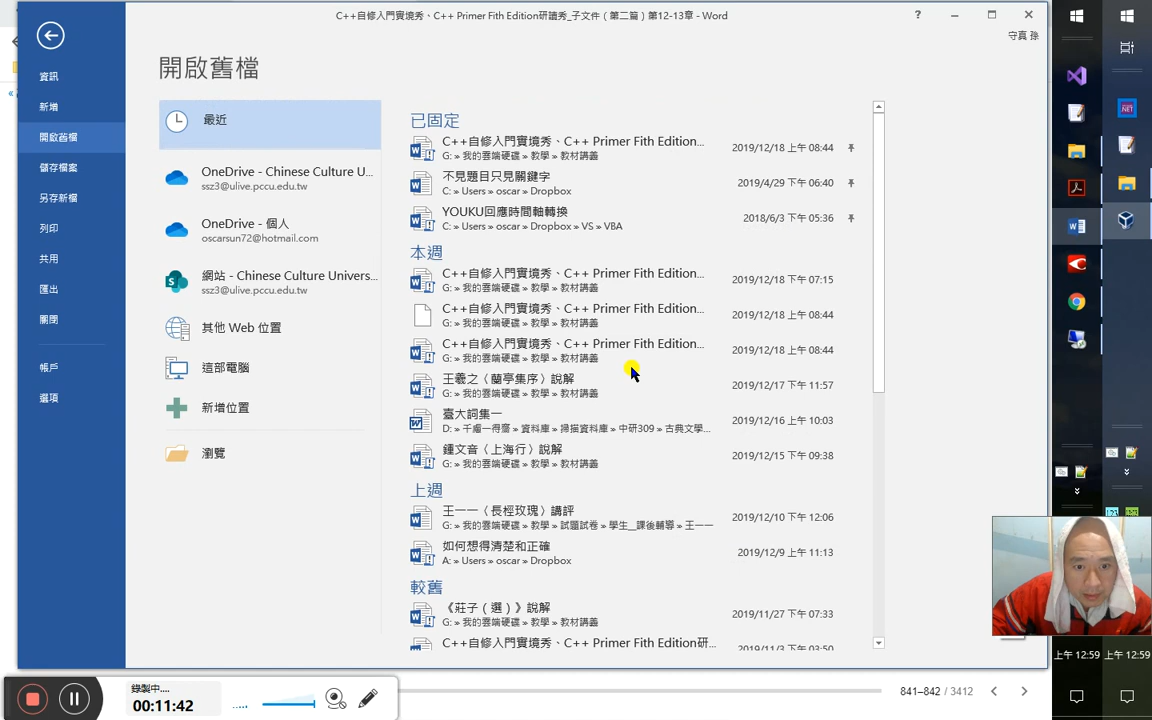 C++自修入門實境秀、C++ Primer Fifth Edition研讀秀_子文件（第二篇）第12-13章 - Word
守真 孫
資訊
新增
開啟舊檔
儲存檔案
另存新檔
列印
共用
匯出
關閉
帳戶
選項
開啟舊檔
最近
OneDrive - Chinese Culture U...
ssz3@ulive.pccu.edu.tw
OneDrive - 個人
oscarsun72@hotmail.com
網站 - Chinese Culture Univers...
ssz3@ulive.pccu.edu.tw
其他 Web 位置
這部電腦
新增位置
瀏覽
已固定
C++自修入門實境秀、C++ Primer Fifth Edition...
G: » 我的雲端硬碟 » 教學 » 教材講義
2019/12/18 上午 08:44
不見題目只見關鍵字
C: » Users » oscar » Dropbox
2019/4/29 下午 06:40
YOUKU回應時間軸轉換
C: » Users » oscar » Dropbox » VS » VBA
2018/6/3 下午 05:36
本週
C++自修入門實境秀、C++ Primer Fifth Edition...
G: » 我的雲端硬碟 » 教學 » 教材講義
2019/12/18 下午 07:15
C++自修入門實境秀、C++ Primer Fifth Edition...
G: » 我的雲端硬碟 » 教學 » 教材講義
2019/12/18 上午 08:44
C++自修入門實境秀、C++ Primer Fifth Edition...
G: » 我的雲端硬碟 » 教學 » 教材講義
2019/12/18 上午 08:44
王羲之〈蘭亭集序〉說解
G: » 我的雲端硬碟 » 教學 » 教材講義
2019/12/17 上午 11:57
臺大詞集一
D: » 千慮一得齋 » 資料庫 » 掃描資料庫 » 中研309 » 古典文學...
2019/12/16 上午 10:03
鍾文音〈上海行〉說解
G: » 我的雲端硬碟 » 教學 » 教材講義
2019/12/15 下午 09:38
上週
王一一〈長樫玫瑰〉講評
G: » 我的雲端硬碟 » 教學 » 試題試卷 » 學生__課後輔導 » 王一一
2019/12/10 下午 12:06
如何想得清楚和正確
A: » Users » oscar » Dropbox
2019/12/9 上午 11:13
較舊
《莊子（選）》說解
G: » 我的雲端硬碟 » 教學 » 教材講義
2019/11/27 下午 07:33
C++自修入門實境秀、C++ Primer Fifth Edition研...
2019/11/3 下午 03:50
錄製中....
00:11:42
841–842 / 3412
上午 12:59
上午 12:59